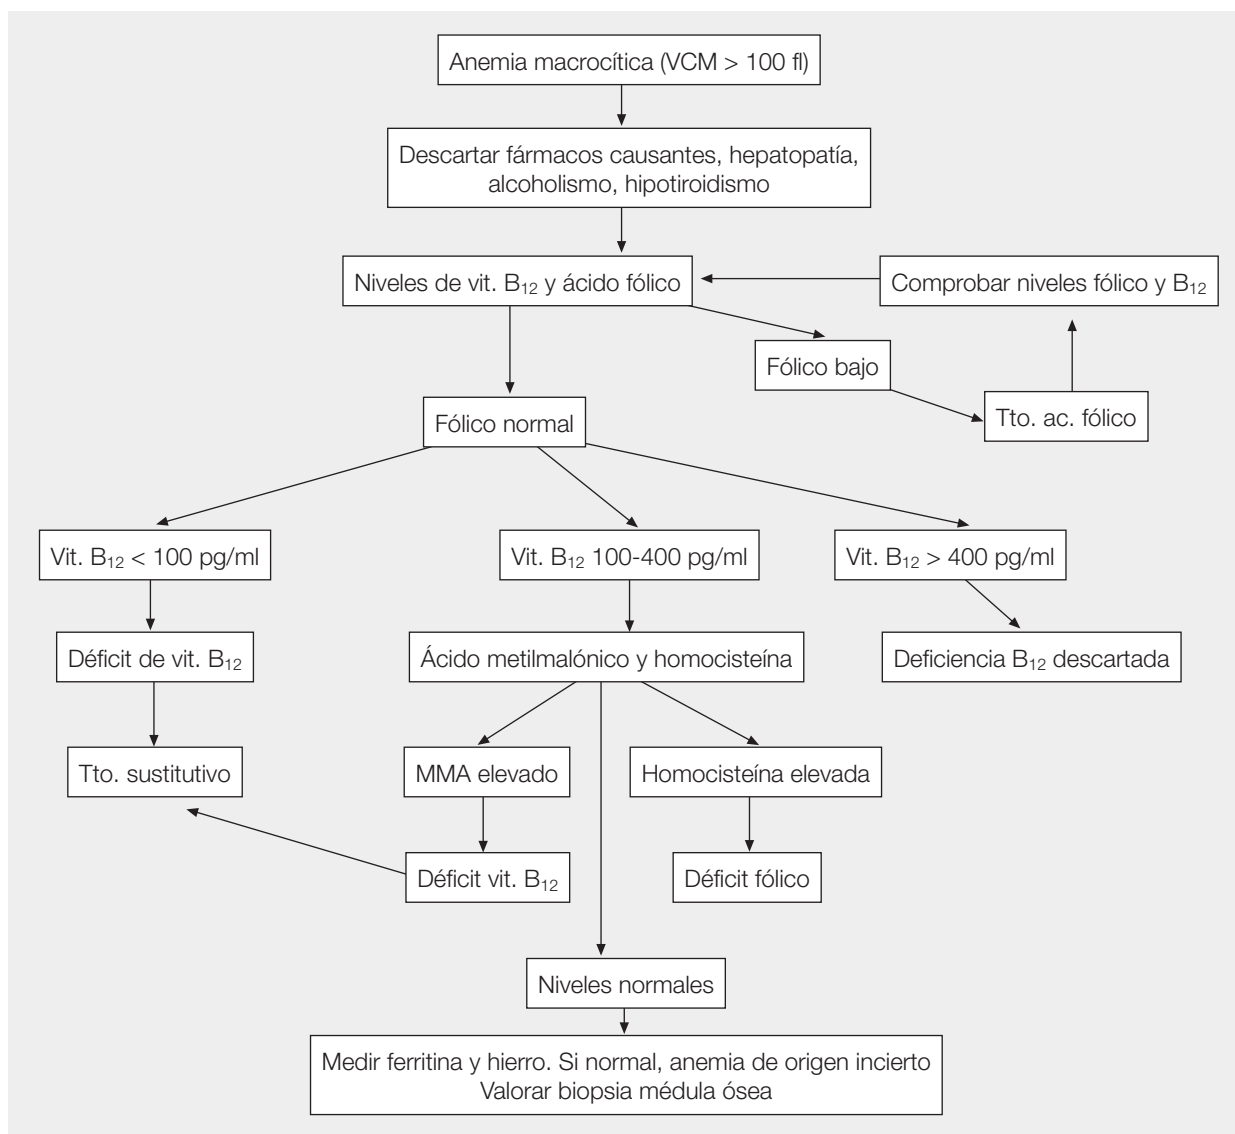 Anemia macrocítica (VCM > 100 fl)
Descartar fármacos causantes, hepatopatía,
alcoholismo, hipotiroidismo
Niveles de vit. B₁₂ y ácido fólico
Comprobar niveles fólico y B₁₂
Fólico bajo
Tto. ac. fólico
Fólico normal
Vit. B₁₂ < 100 pg/ml
Vit. B₁₂ 100-400 pg/ml
Vit. B₁₂ > 400 pg/ml
Déficit de vit. B₁₂
Ácido metilmalónico y homocisteína
Deficiencia B₁₂ descartada
Tto. sustitutivo
MMA elevado
Homocisteína elevada
Déficit vit. B₁₂
Déficit fólico
Niveles normales
Medir ferritina y hierro. Si normal, anemia de origen incierto
Valorar biopsia médula ósea